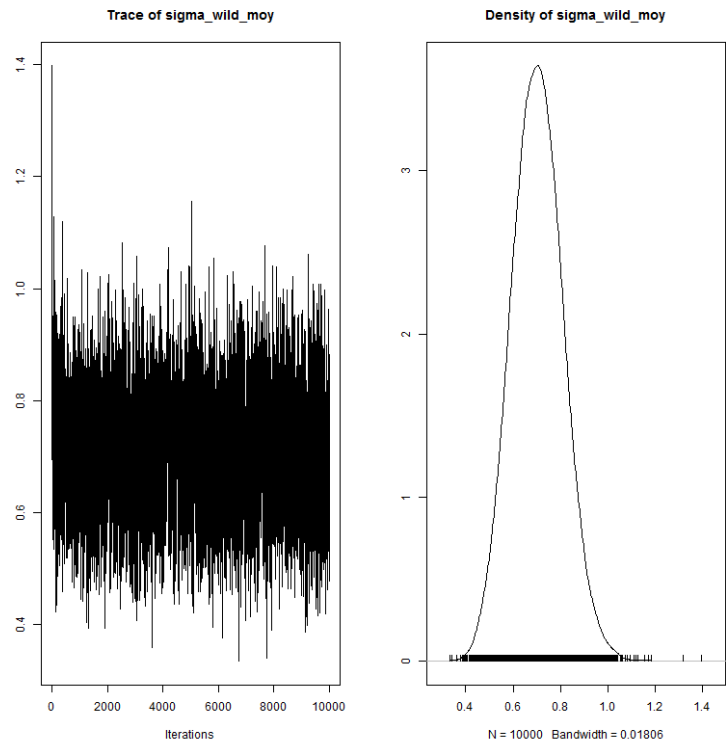 Trace of sigma_wild_moy
1.4
1.2
1.0
0.8
0.6
0.4
0 2000 4000 6000 8000 10000
Iterations
Density of sigma_wild_moy
3
2
1
0
0.4 0.6 0.8 1.0 1.2 1.4
N = 10000 Bandwidth = 0.01806